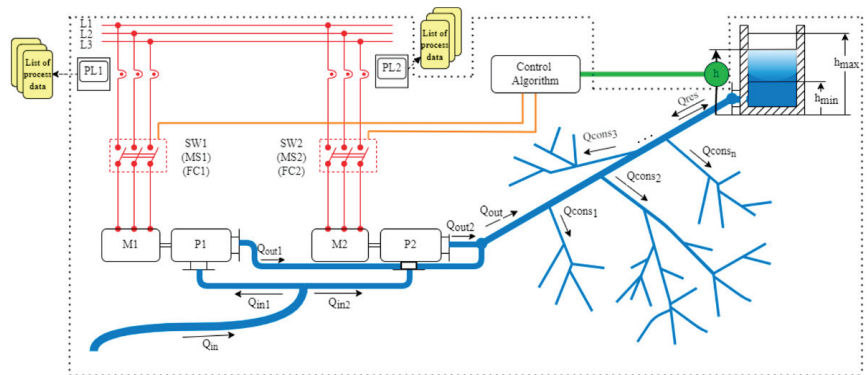 L1
L2
L3
List of
process
data
PL1
PL2
List of
process
data
Control
Algorithm
h
hmax
hmin
Qres
SW1
(MS1)
(FC1)
SW2
(MS2)
(FC2)
Qcons3
...
Qconsn
Qcons2
Qcons1
Qout
Qout2
M1
P1
Qout1
M2
P2
Qin1
Qin2
Qin